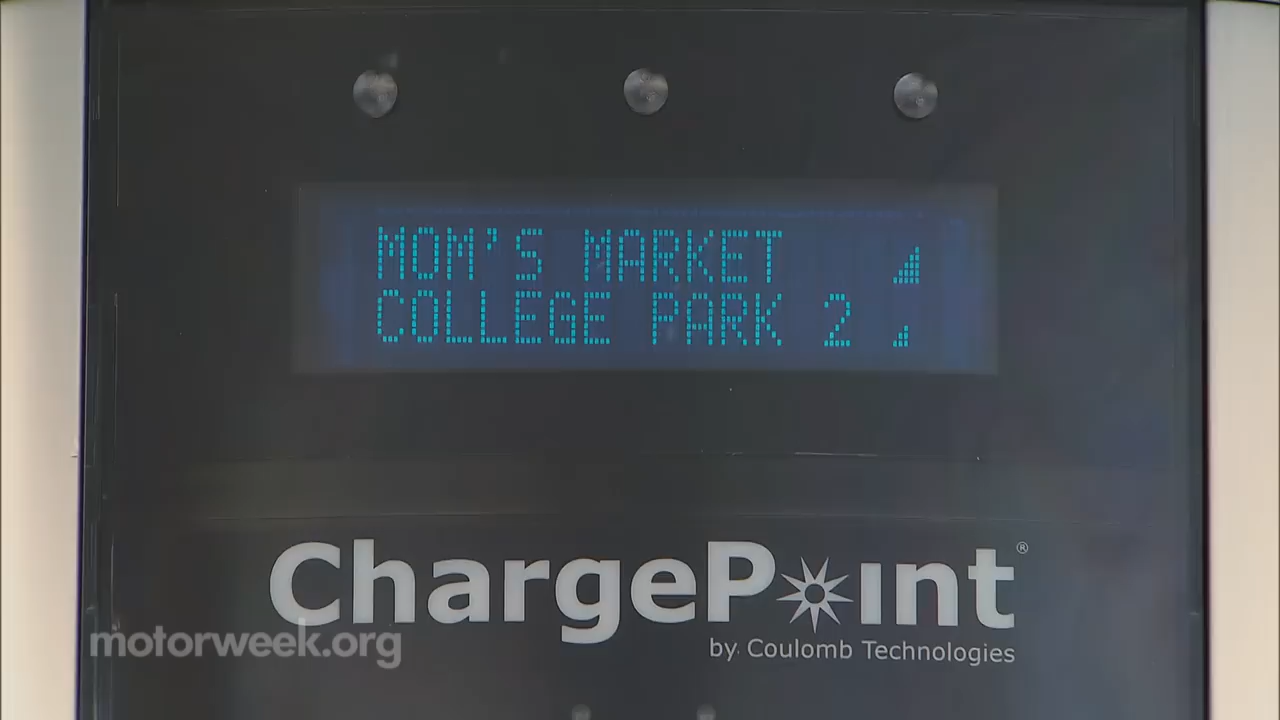 MOM'S MARKET
COLLEGE PARK 2
ChargePoint®
by Coulomb Technologies
motorweek.org